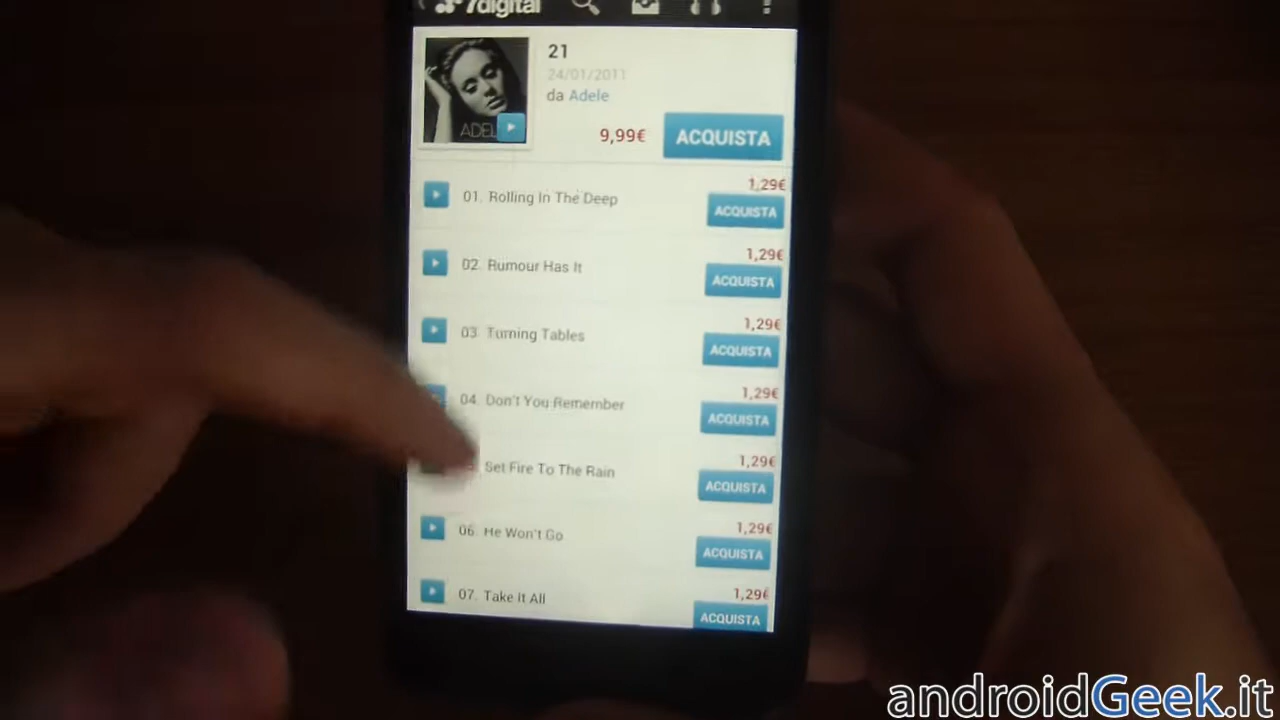 7digital
21
24/01/2011
da Adele
9,99€ ACQUISTA
ADEL
01. Rolling In The Deep
1,29€
ACQUISTA
02. Rumour Has It
1,29€
ACQUISTA
03. Turning Tables
1,29€
ACQUISTA
04. Don't You Remember
1,29€
ACQUISTA
Set Fire To The Rain
1,29€
ACQUISTA
06. He Won't Go
1,29€
ACQUISTA
07. Take It All
1,29€
ACQUISTA
androidGeek.it